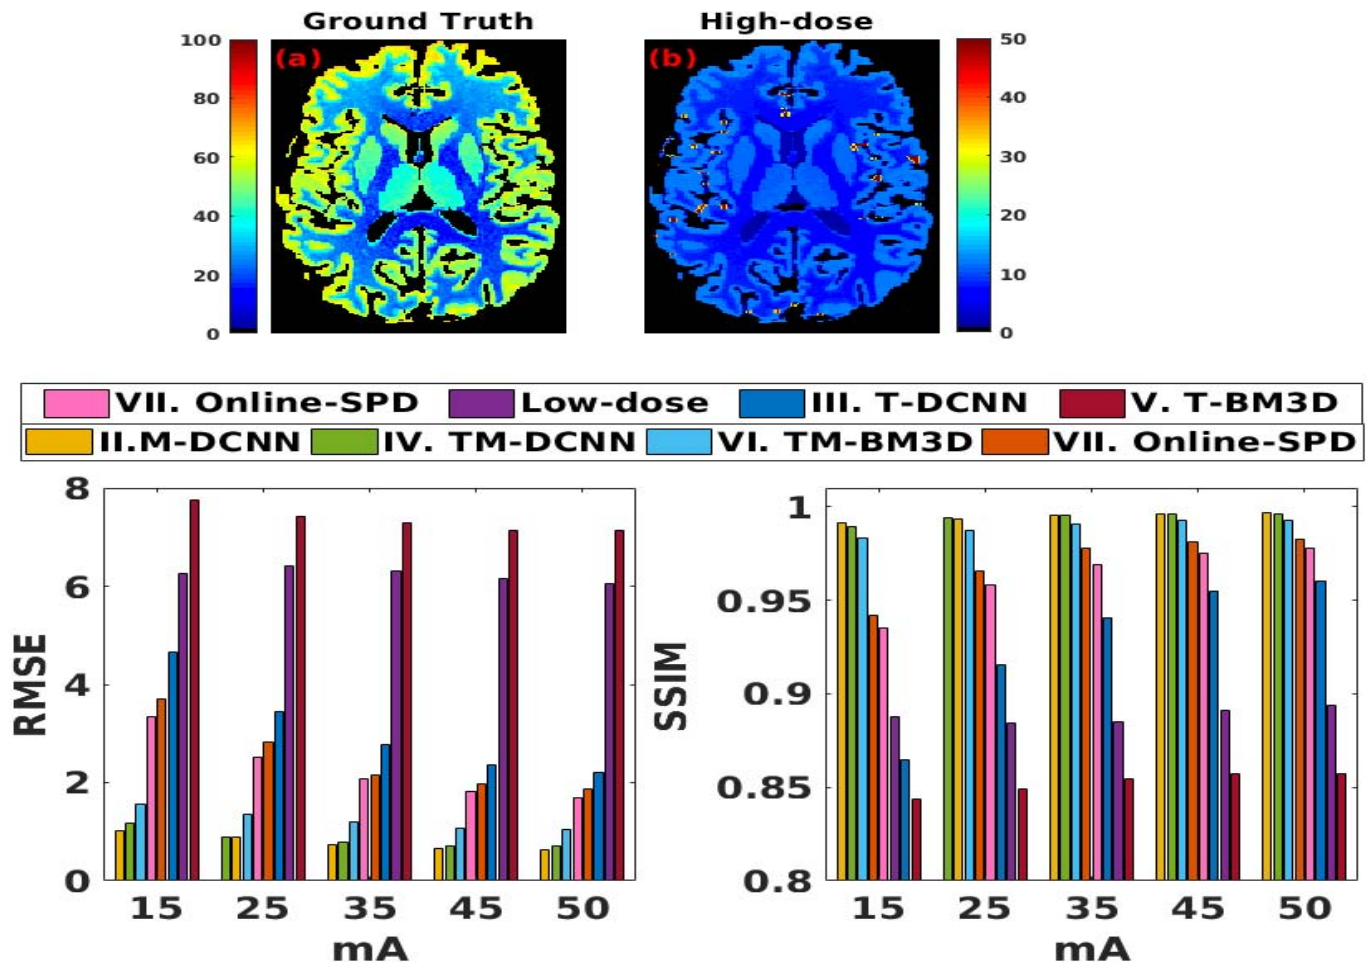 Ground Truth
High-dose
100
80
60
40
20
0
(a)
(b)
50
40
30
20
10
0
VII. Online-SPD Low-dose III. T-DCNN V. T-BM3D
II.M-DCNN IV. TM-DCNN VI. TM-BM3D VII. Online-SPD
RMSE
8
6
4
2
0
15 25 35 45 50
mA
SSIM
1
0.95
0.9
0.85
0.8
15 25 35 45 50
mA